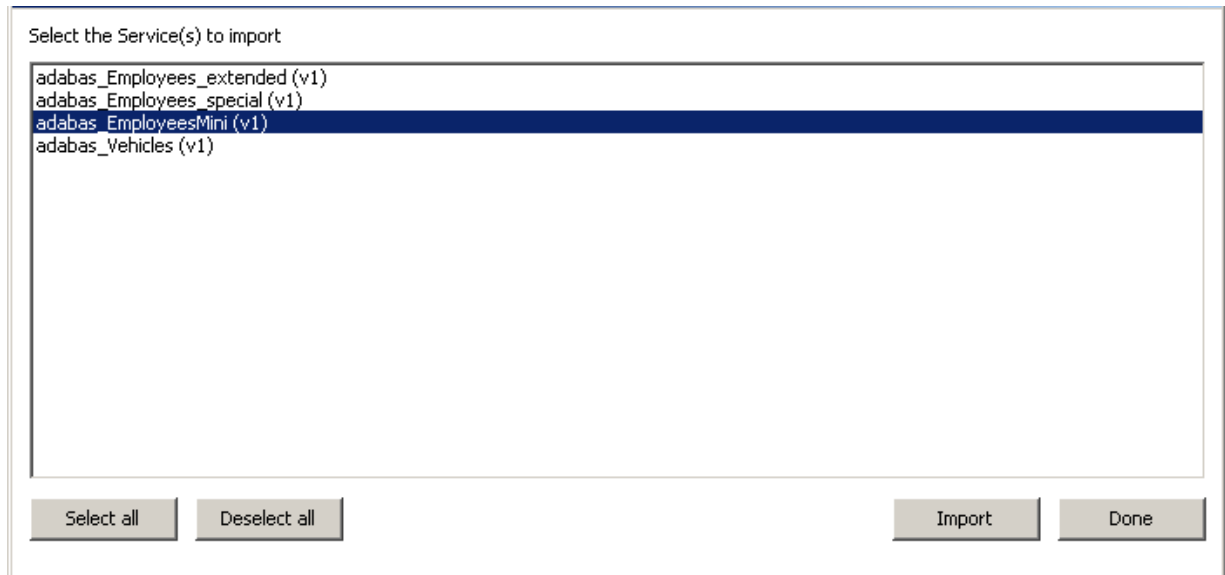 Select the Service(s) to import
adabas_Employees_extended (v1)
adabas_Employees_special (v1)
adabas_EmployeesMini (v1)
adabas_Vehicles (v1)
Select all
Deselect all
Import
Done